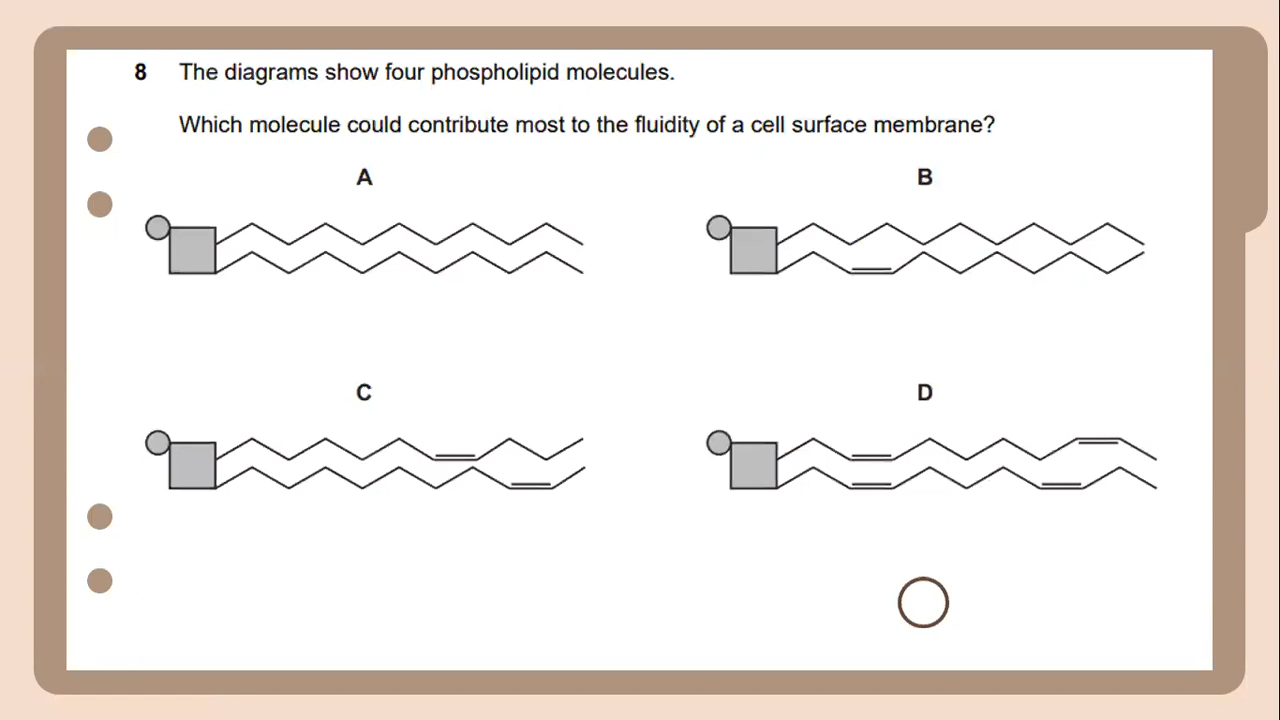 8 The diagrams show four phospholipid molecules.
Which molecule could contribute most to the fluidity of a cell surface membrane?
A B
C D